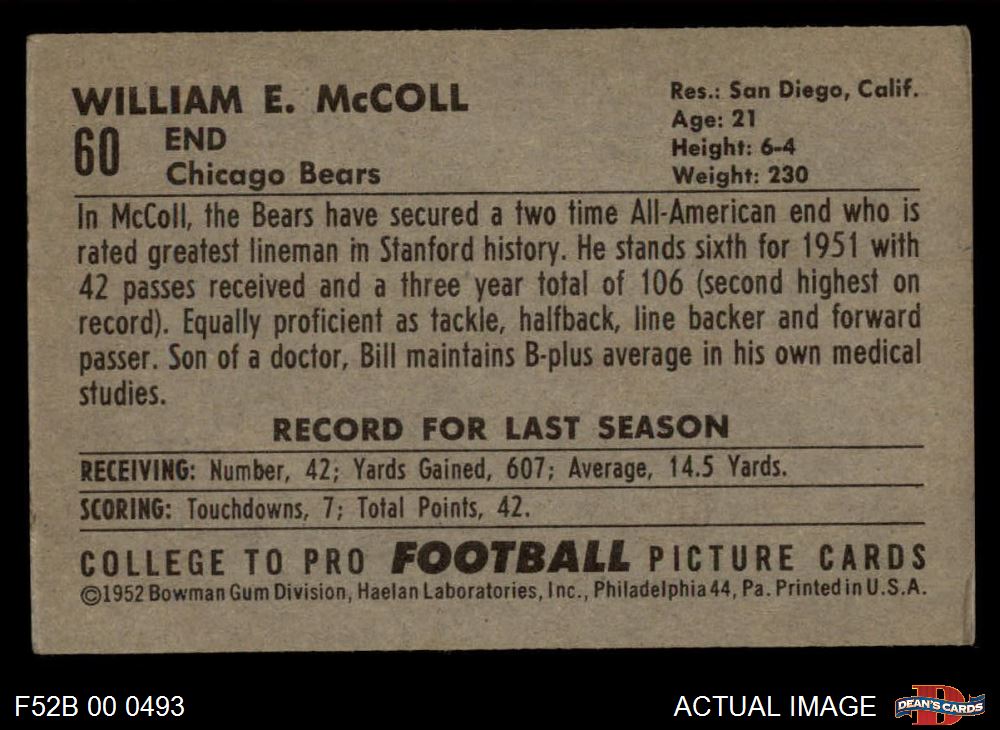 WILLIAM E. McCOLL
60
END
Chicago Bears
Res.: San Diego, Calif.
Age: 21
Height: 6-4
Weight: 230
In McColl, the Bears have secured a two time All-American end who is
rated greatest lineman in Stanford history. He stands sixth for 1951 with
42 passes received and a three year total of 106 (second highest on
record). Equally proficient as tackle, halfback, line backer and forward
passer. Son of a doctor, Bill maintains B-plus average in his own medical
studies.
RECORD FOR LAST SEASON
RECEIVING: Number, 42; Yards Gained, 607; Average, 14.5 Yards.
SCORING: Touchdowns, 7; Total Points, 42.
COLLEGE TO PRO FOOTBALL PICTURE CARDS
©1952 Bowman Gum Division, Haelan Laboratories, Inc., Philadelphia 44, Pa. Printed in U.S.A.
F52B 00 0493
ACTUAL IMAGE
D
DEAN'S CARDS